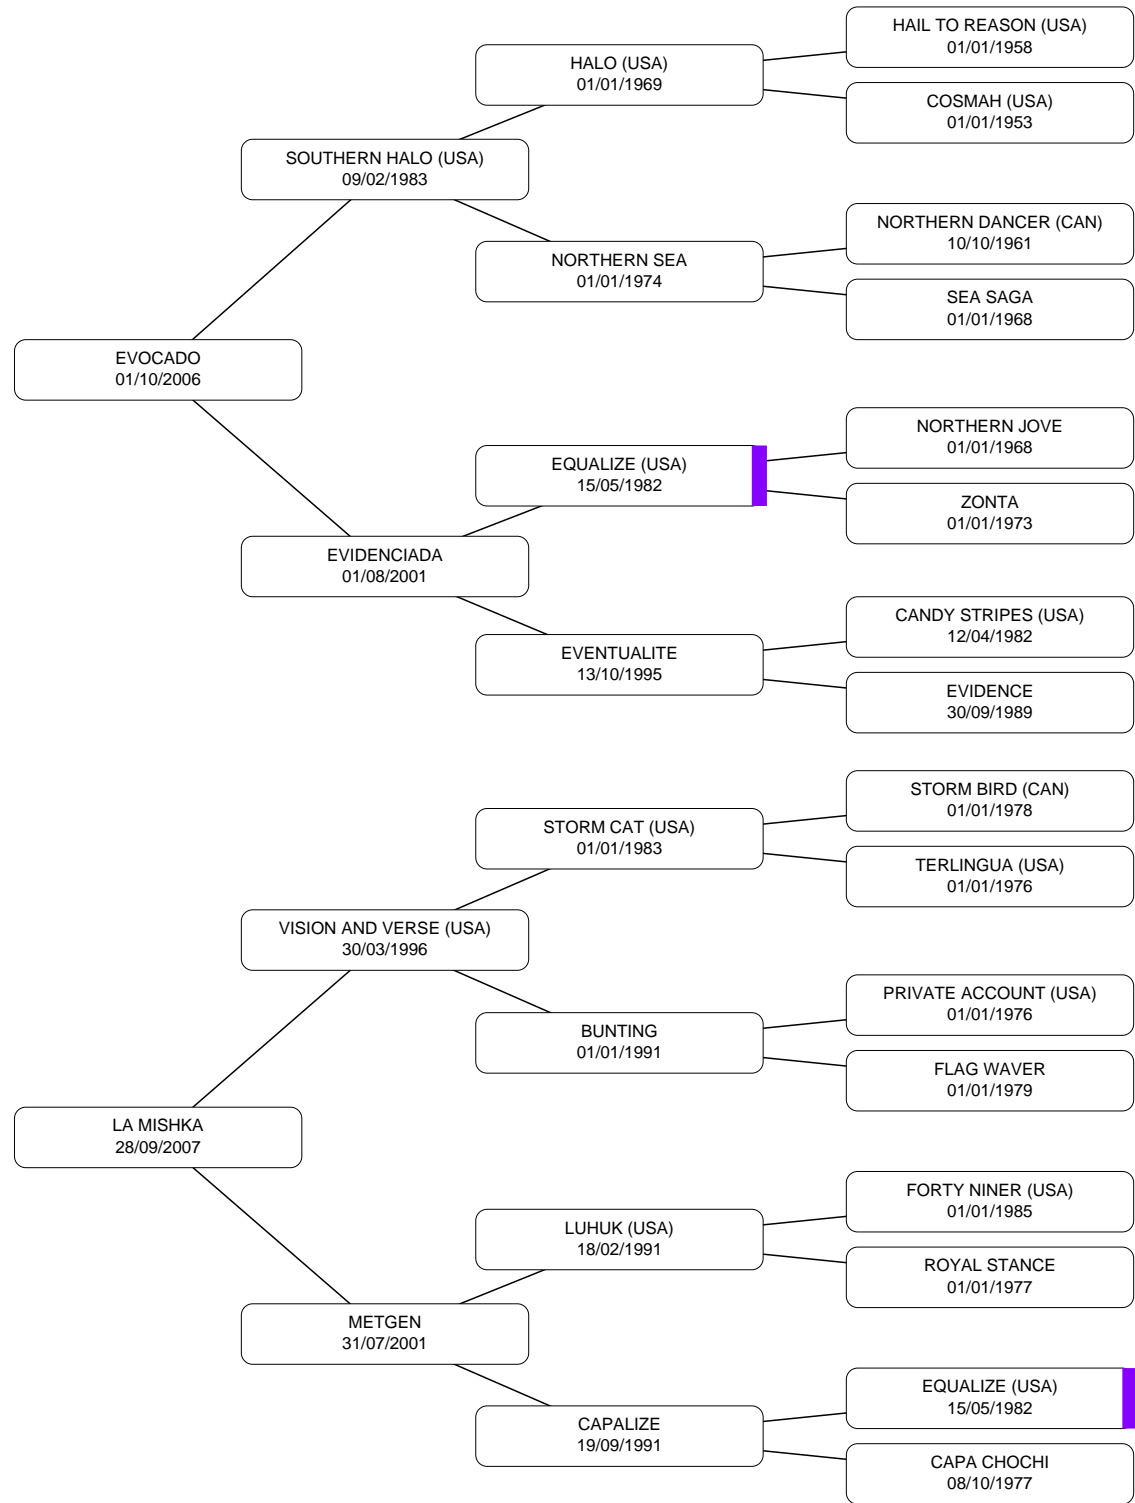 HAIL TO REASON (USA)
01/01/1958
HALO (USA)
01/01/1969
COSMAH (USA)
01/01/1953
SOUTHERN HALO (USA)
09/02/1983
NORTHERN DANCER (CAN)
10/10/1961
NORTHERN SEA
01/01/1974
SEA SAGA
01/01/1968
EVOCADO
01/10/2006
NORTHERN JOVE
01/01/1968
EQUALIZE (USA)
15/05/1982
ZONTA
01/01/1973
EVIDENCIADA
01/08/2001
CANDY STRIPES (USA)
12/04/1982
EVENTUALITE
13/10/1995
EVIDENCE
30/09/1989
STORM BIRD (CAN)
01/01/1978
STORM CAT (USA)
01/01/1983
TERLINGUA (USA)
01/01/1976
VISION AND VERSE (USA)
30/03/1996
PRIVATE ACCOUNT (USA)
01/01/1976
BUNTING
01/01/1991
FLAG WAVER
01/01/1979
LA MISHKA
28/09/2007
FORTY NINER (USA)
01/01/1985
LUHUK (USA)
18/02/1991
ROYAL STANCE
01/01/1977
METGEN
31/07/2001
EQUALIZE (USA)
15/05/1982
CAPALIZE
19/09/1991
CAPA CHOCHI
08/10/1977